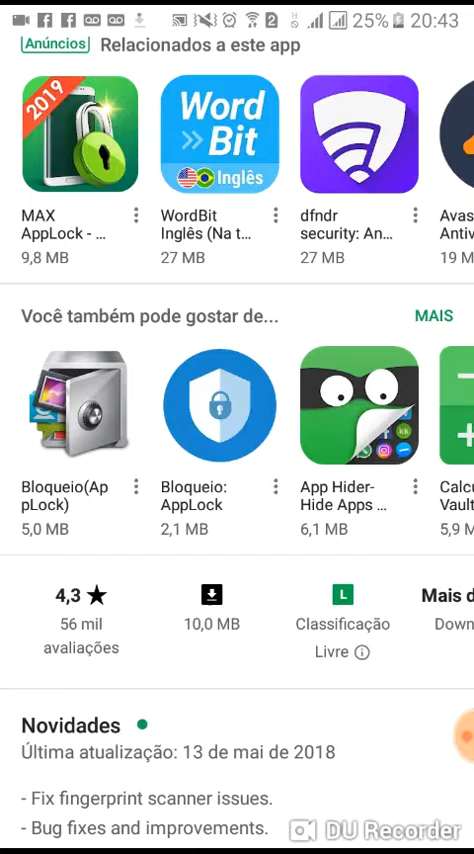 25% 20:43
Anúncios Relacionados a este app
2019
Word
Bit
Inglês
MAX
AppLock - ...
9,8 MB
WordBit
Inglês (Na t...
27 MB
dfndr
security: An...
27 MB
Avas
Antiv
19 M
Você também pode gostar de... MAIS
Bloqueio(Ap
pLock)
5,0 MB
Bloqueio:
AppLock
2,1 MB
App Hider-
Hide Apps ...
6,1 MB
Calcu
Vault
5,9 M
4,3 ★
56 mil
avaliações
10,0 MB
L
Classificação
Livre
Mais d
Down
Novidades
Última atualização: 13 de mai de 2018
- Fix fingerprint scanner issues.
- Bug fixes and improvements.
DU Recorder